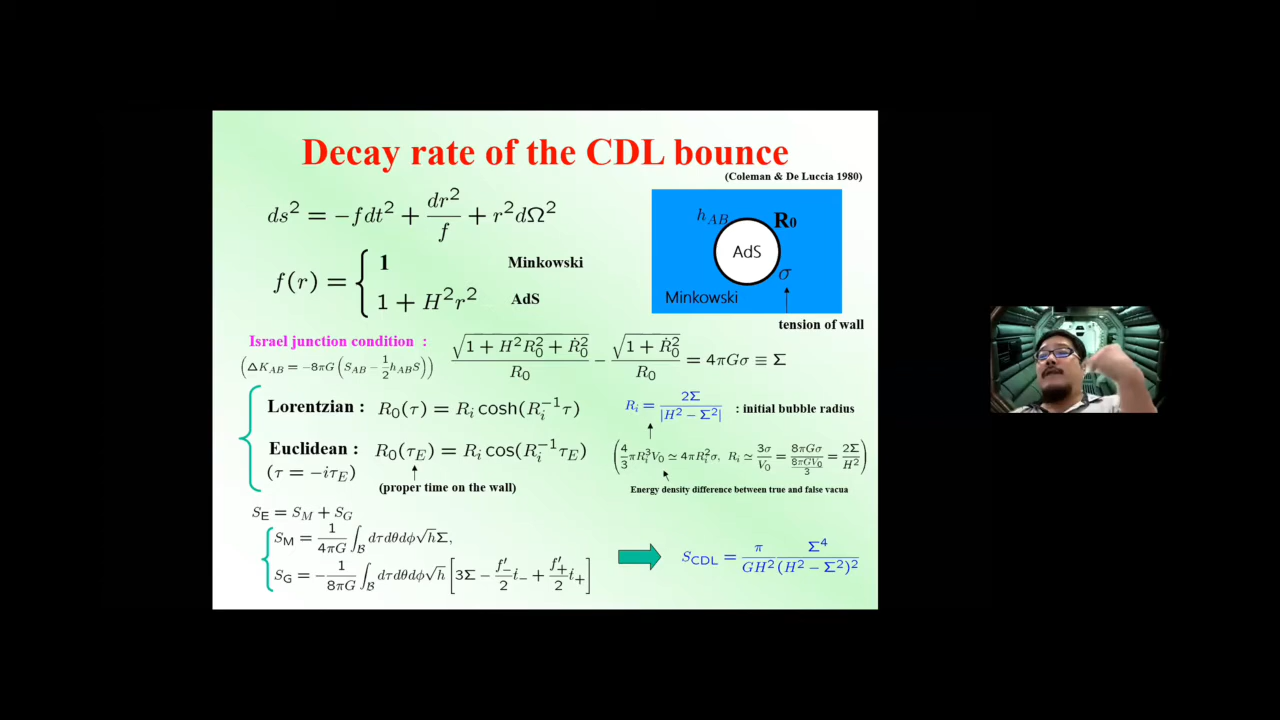 Decay rate of the CDL bounce
(Coleman & De Luccia 1980)
ds² = −fdt² + dr²/f + r²dΩ²
f(r) = { 1 Minkowski
1 + H²r² AdS
h_AB R₀
AdS
σ
Minkowski
tension of wall
Israel junction condition :
(ΔK_AB = −8πG (S_AB − 1/2 h_AB S))
√(1 + H²R₀² + Ṙ₀²)/R₀ − √(1 + Ṙ₀²)/R₀ = 4πGσ ≡ Σ
Lorentzian : R₀(τ) = R_i cosh(R_i⁻¹τ)
R_i = 2Σ/|H² − Σ²| : initial bubble radius
Euclidean : R₀(τ_E) = R_i cos(R_i⁻¹τ_E)
(τ = −iτ_E)
(proper time on the wall)
(4/3 πR_i³V₀ ≃ 4πR_i²σ, R_i ≃ 3σ/V₀ = 8πGσ/(8πGV₀/3) = 2Σ/H²)
Energy density difference between true and false vacua
S_E = S_M + S_G
S_M = 1/4πG ∫_B dτdθdϕ√h Σ,
S_G = −1/8πG ∫_B dτdθdϕ√h [3Σ − f′₋/2 ṫ₋ + f′₊/2 ṫ₊]
S_CDL = π/GH² Σ⁴/(H² − Σ²)²